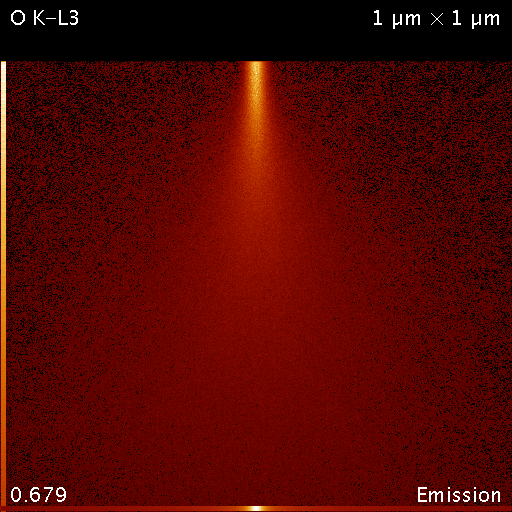 O K–L3
1 μm × 1 μm
0.679
Emission